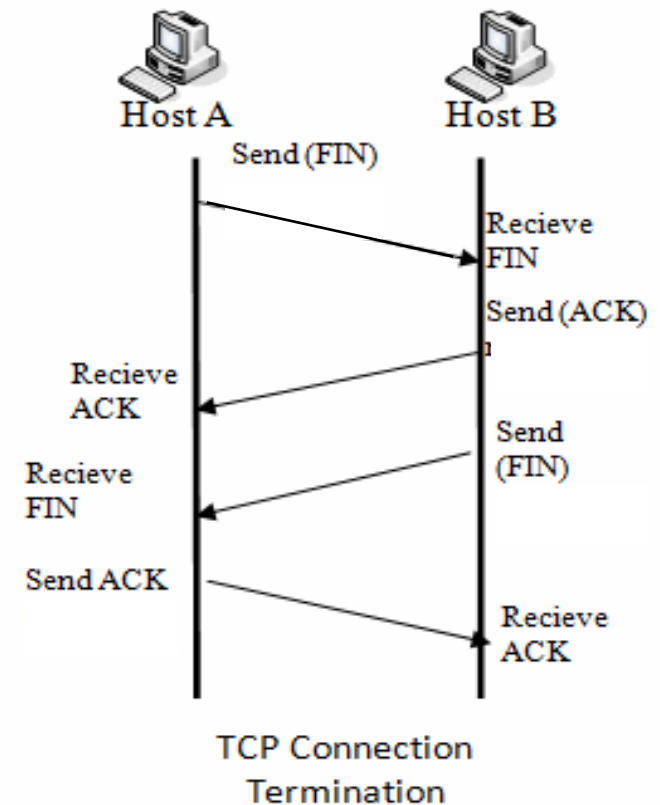 Host A
Host B
Send (FIN)
Recieve
FIN
Send (ACK)
Recieve
ACK
Send
(FIN)
Recieve
FIN
Send ACK
Recieve
ACK
TCP Connection
Termination